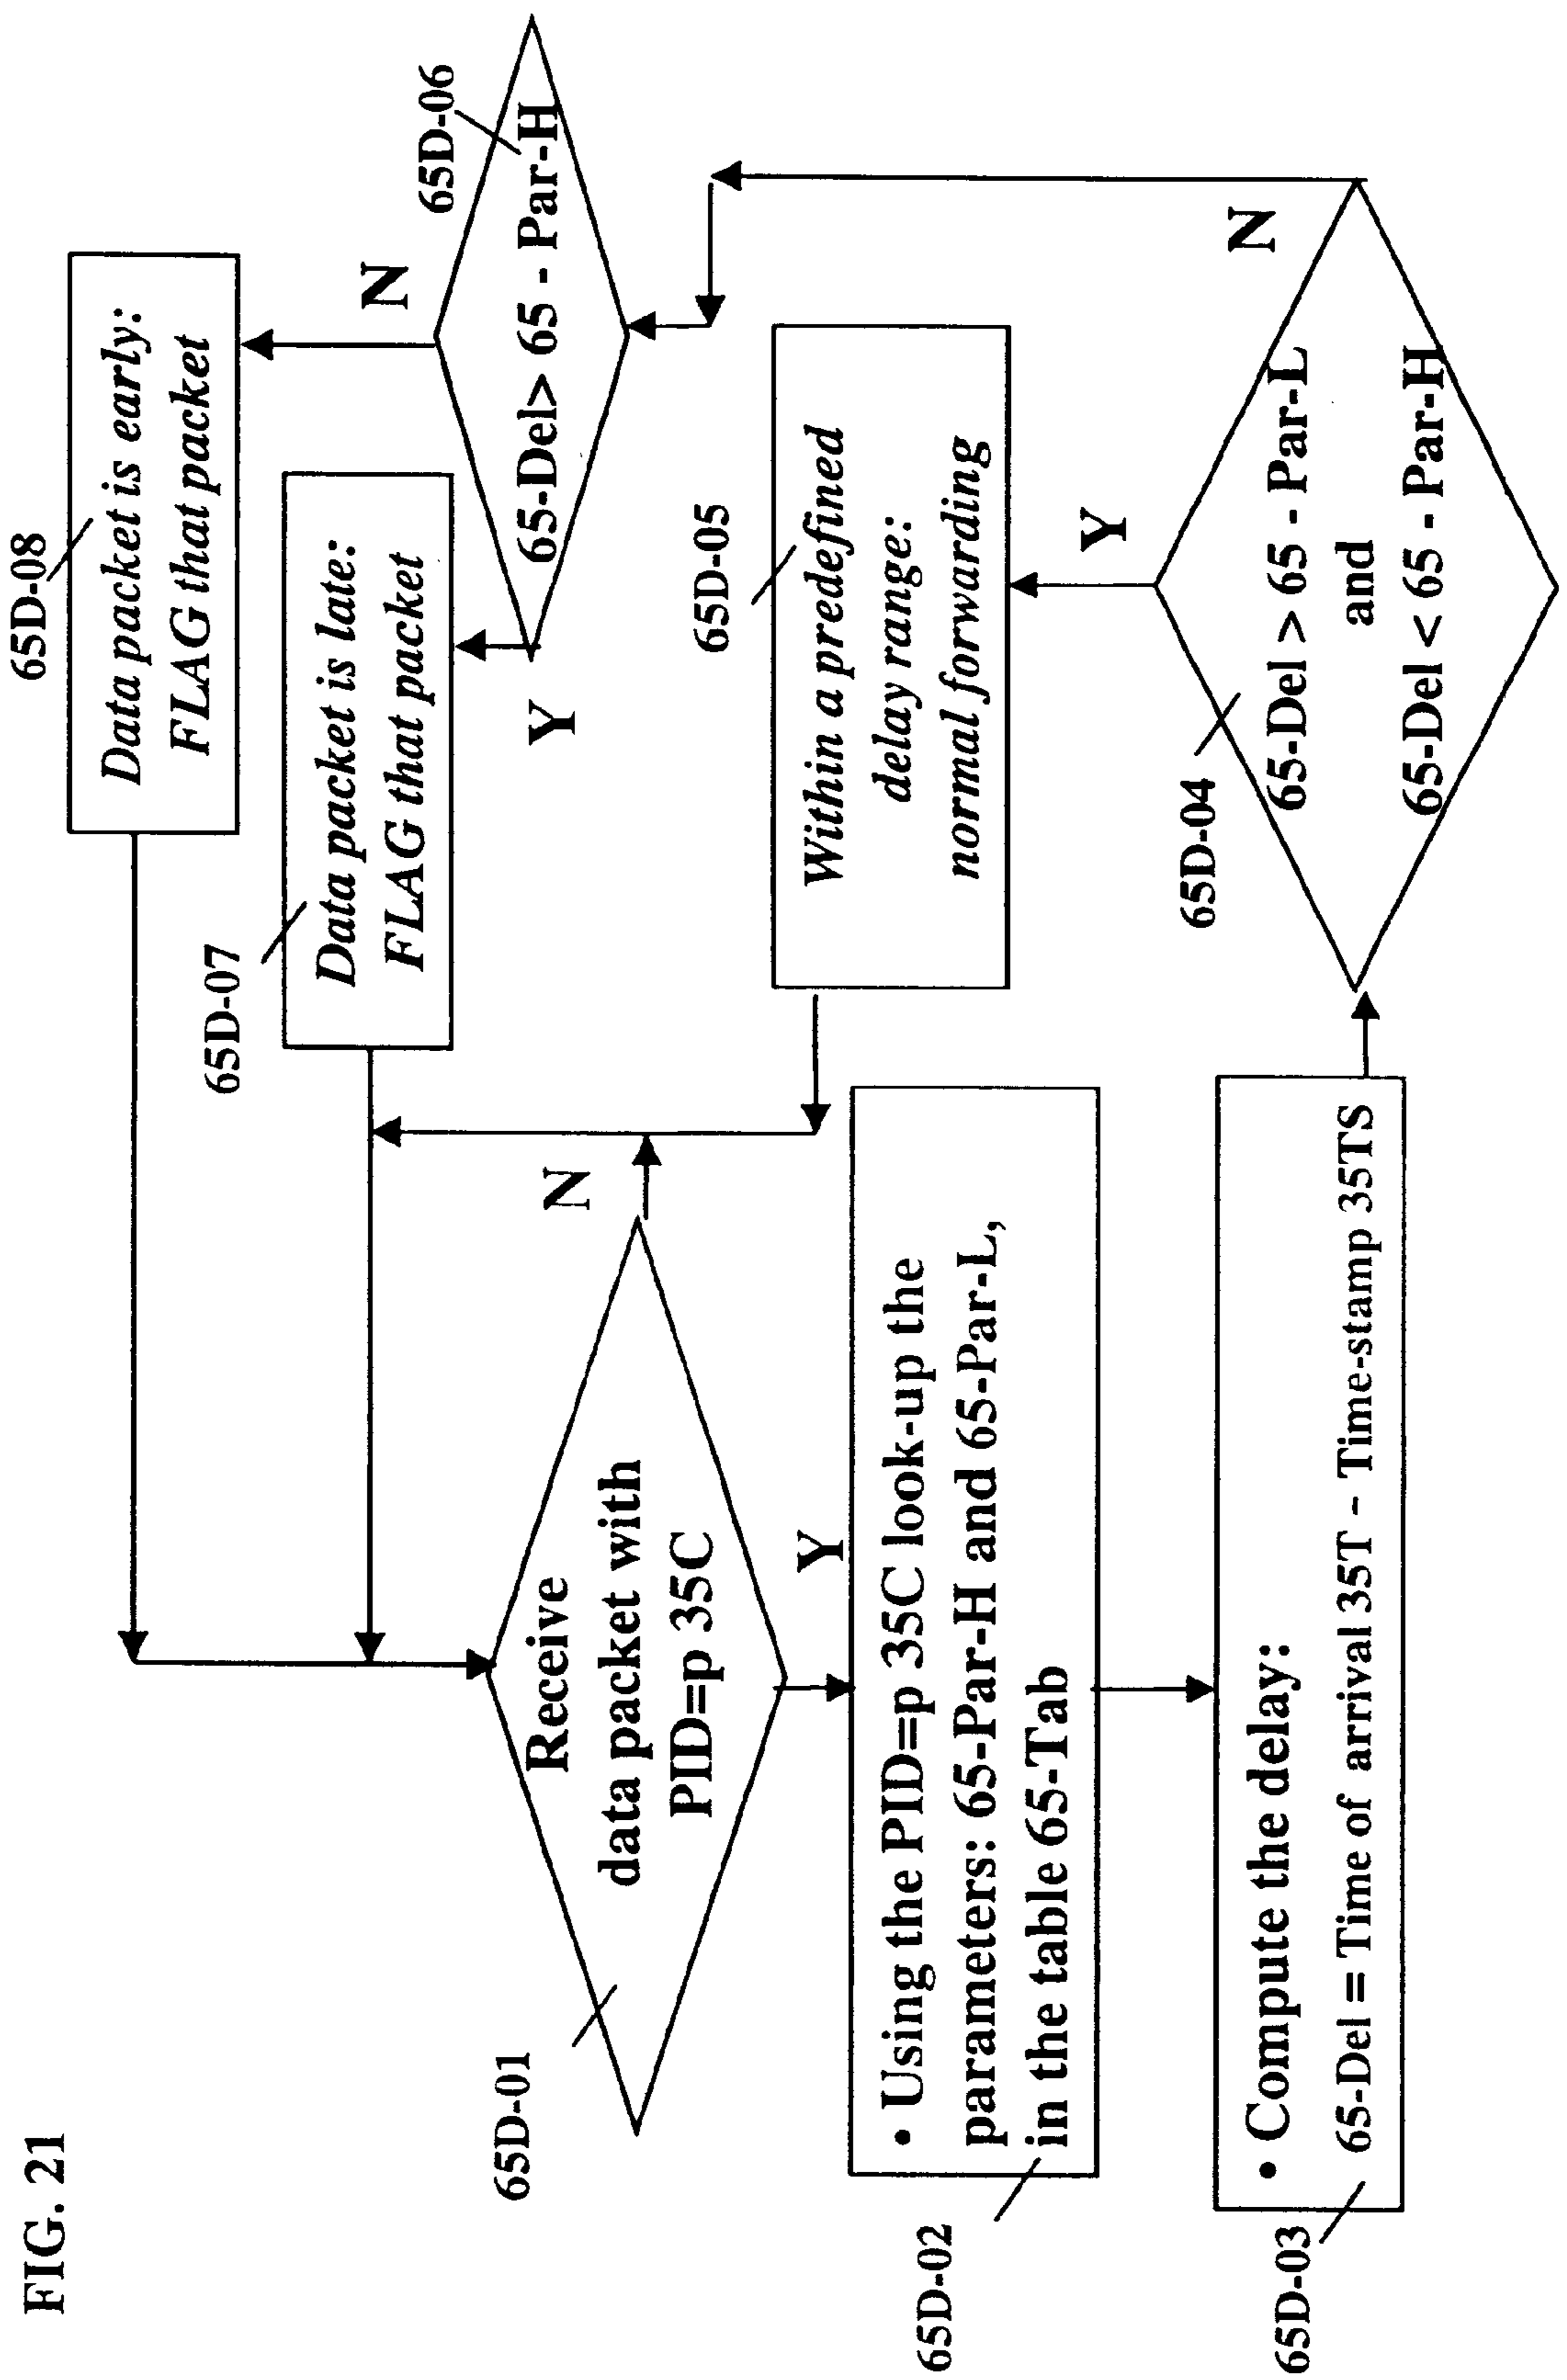 FIG. 21
65D-01
Receive
data packet with
PID=p 35C
N
Y
65D-02
• Using the PID=p 35C look-up the
parameters: 65-Par-H and 65-Par-L,
in the table 65-Tab
65D-03
• Compute the delay:
65-Del = Time of arrival 35T – Time-stamp 35TS
65D-04
65-Del > 65 - Par-L
and
65-Del < 65 - Par-H
Y
N
65D-05
Within a predefined
delay range:
normal forwarding
65D-06
65-Del> 65 - Par-H
Y
N
65D-07
Data packet is late:
FLAG that packet
65D-08
Data packet is early:
FLAG that packet